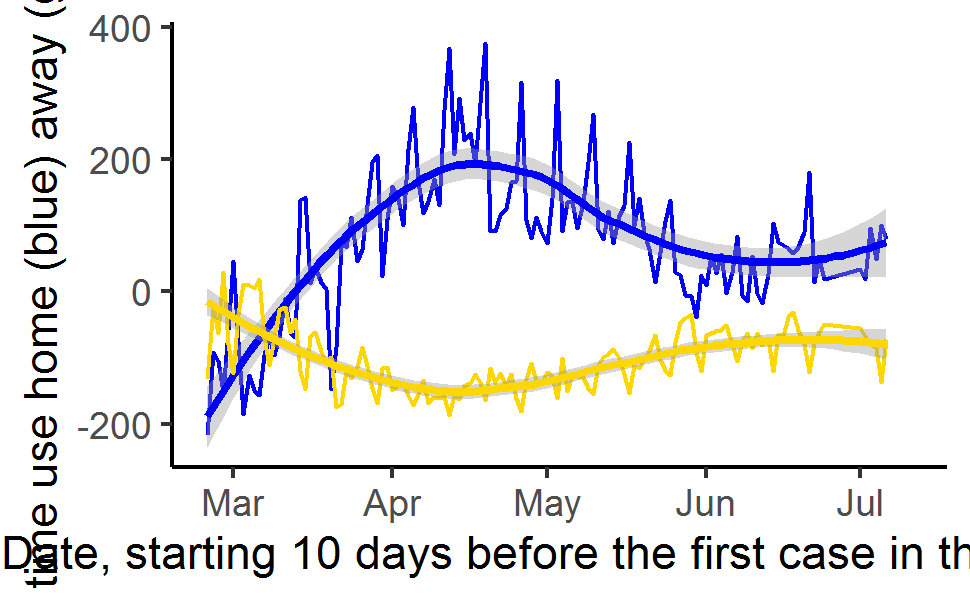 time use home (blue) away (
400
200
0
-200
Mar Apr May Jun Jul
Date, starting 10 days before the first case in th